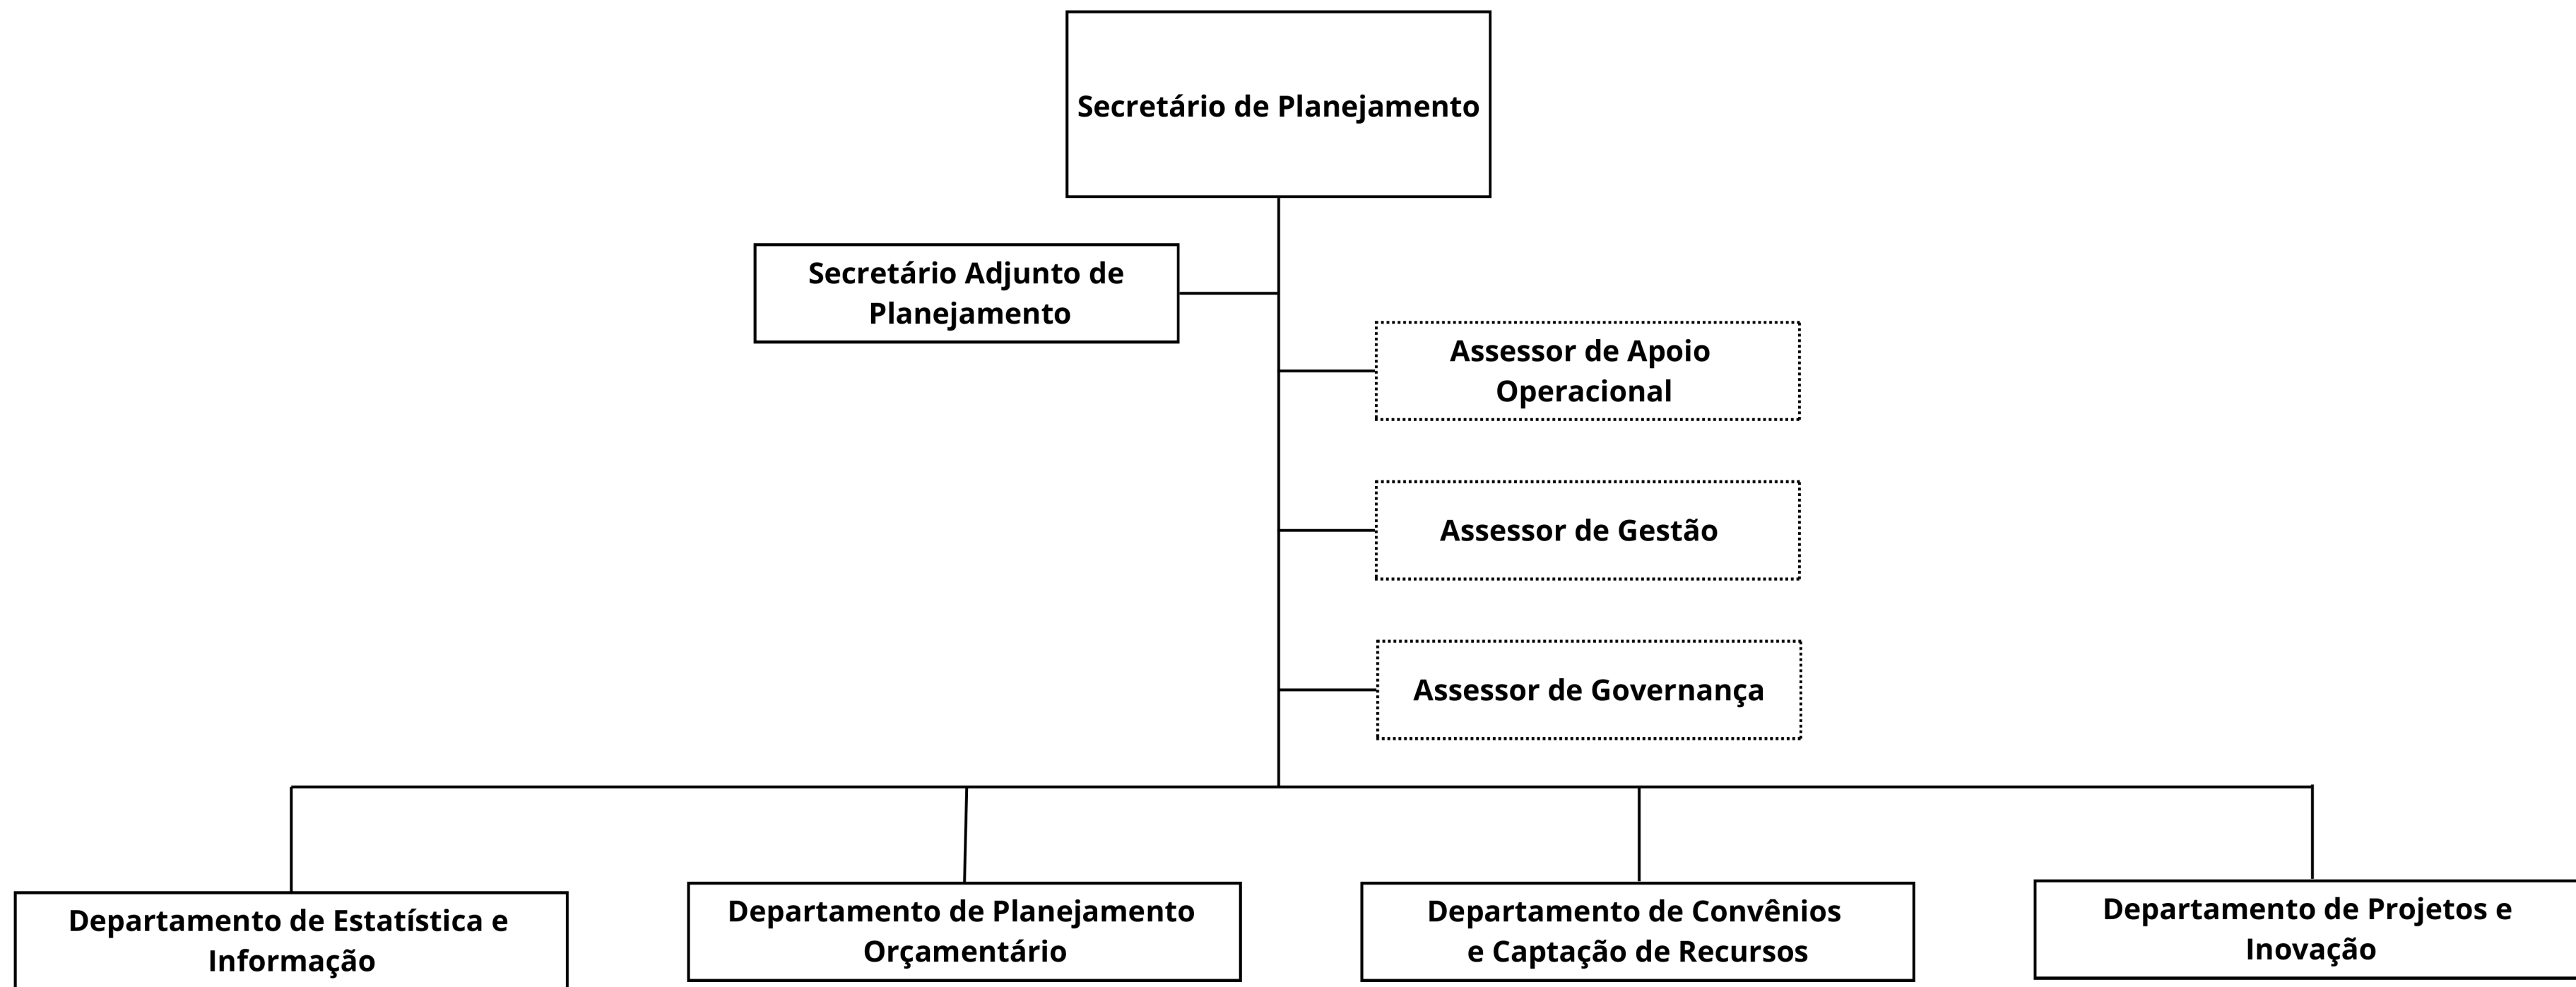 Secretário de Planejamento
Secretário Adjunto de
Planejamento
Assessor de Apoio
Operacional
Assessor de Gestão
Assessor de Governança
Departamento de Estatística e
Informação
Departamento de Planejamento
Orçamentário
Departamento de Convênios
e Captação de Recursos
Departamento de Projetos e
Inovação